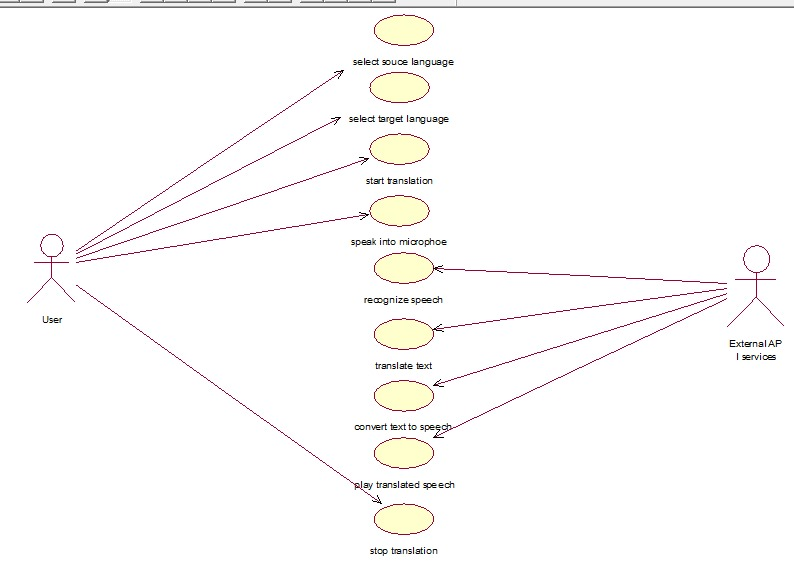 select souce language
select target language
start translation
speak into microphoe
recognize speech
User
External AP
I services
translate text
convert text to speech
play translated speech
stop translation